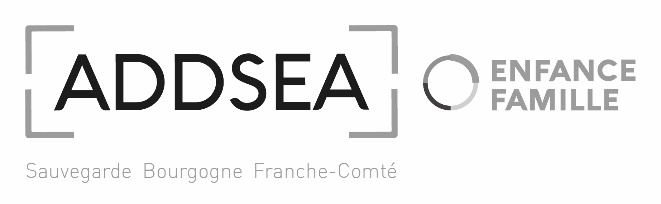 ADDSEA
ENFANCE
FAMILLE
Sauvegarde Bourgogne Franche-Comté